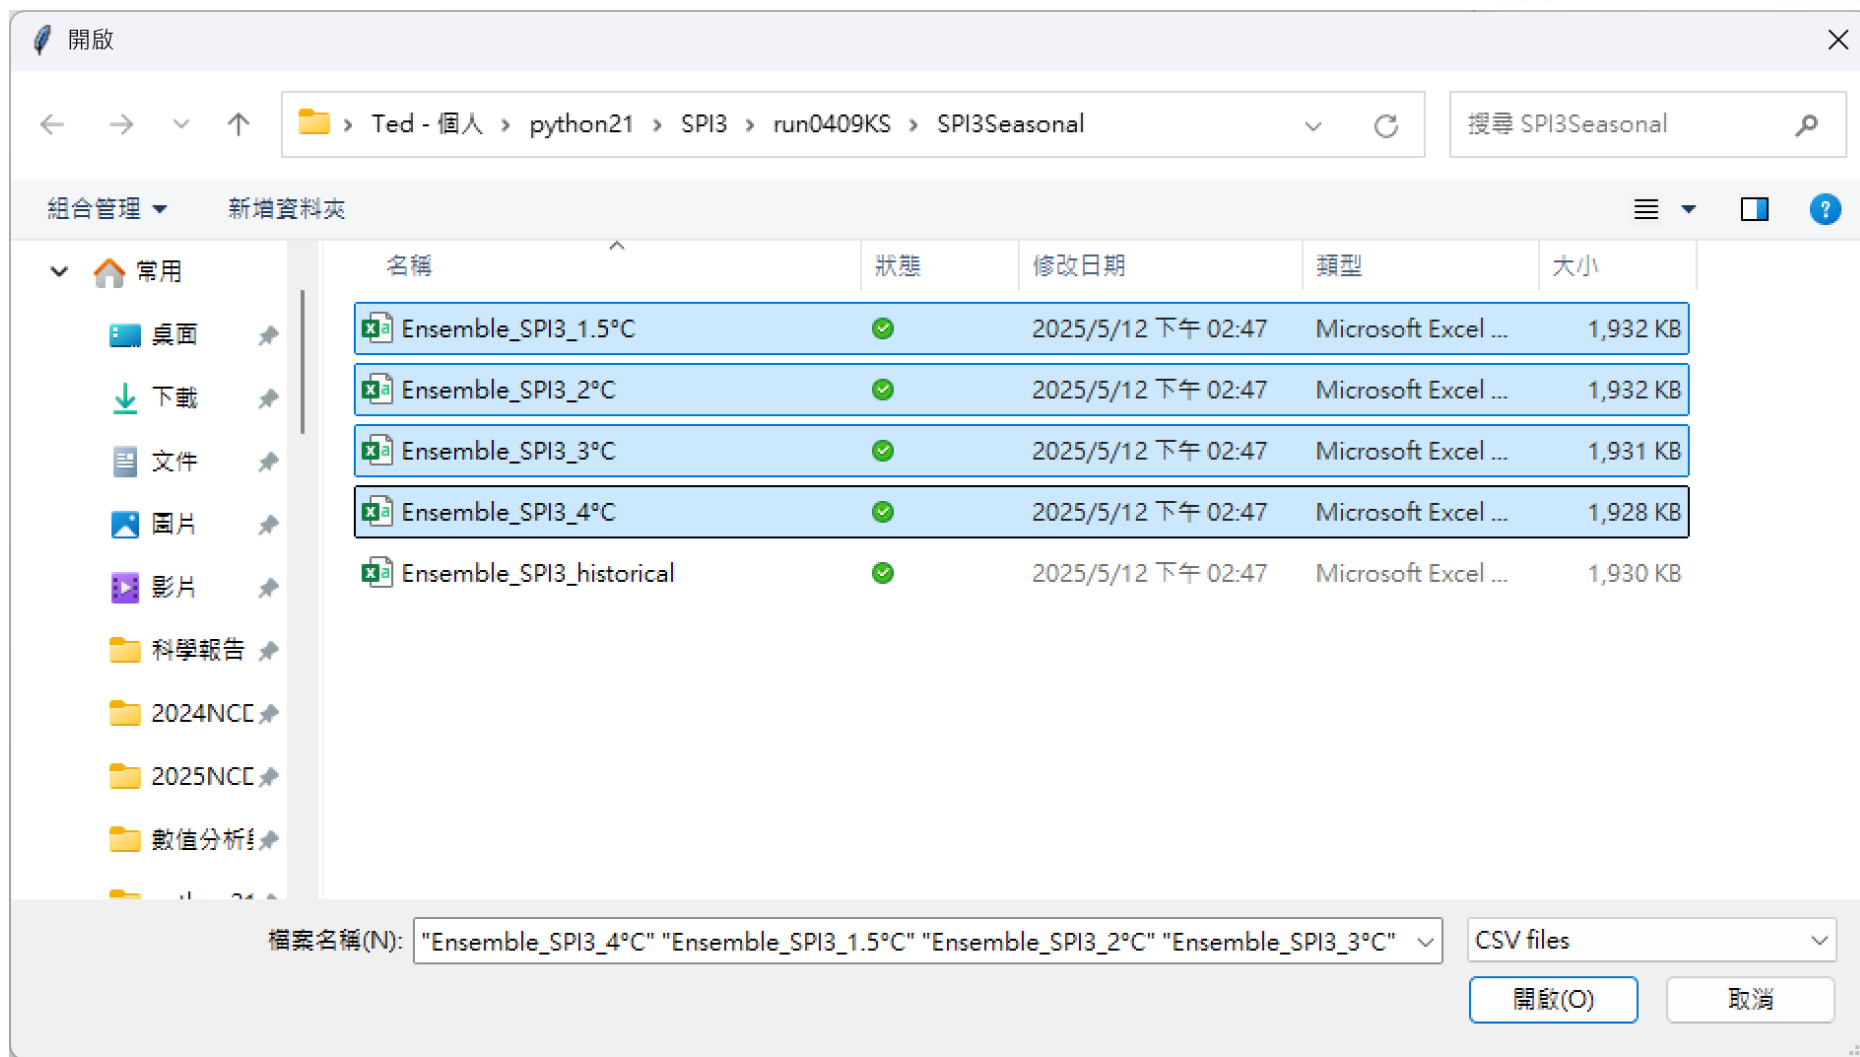 開啟
Ted - 個人 › python21 › SPI3 › run0409KS › SPI3Seasonal
搜尋 SPI3Seasonal
組合管理 新增資料夾
常用
桌面
下載
文件
圖片
影片
科學報告
2024NCD
2025NCD
數值分析
名稱 狀態 修改日期 類型 大小
Ensemble_SPI3_1.5°C 2025/5/12 下午 02:47 Microsoft Excel ... 1,932 KB
Ensemble_SPI3_2°C 2025/5/12 下午 02:47 Microsoft Excel ... 1,932 KB
Ensemble_SPI3_3°C 2025/5/12 下午 02:47 Microsoft Excel ... 1,931 KB
Ensemble_SPI3_4°C 2025/5/12 下午 02:47 Microsoft Excel ... 1,928 KB
Ensemble_SPI3_historical 2025/5/12 下午 02:47 Microsoft Excel ... 1,930 KB
檔案名稱(N): "Ensemble_SPI3_4°C" "Ensemble_SPI3_1.5°C" "Ensemble_SPI3_2°C" "Ensemble_SPI3_3°C"
CSV files
開啟(O) 取消